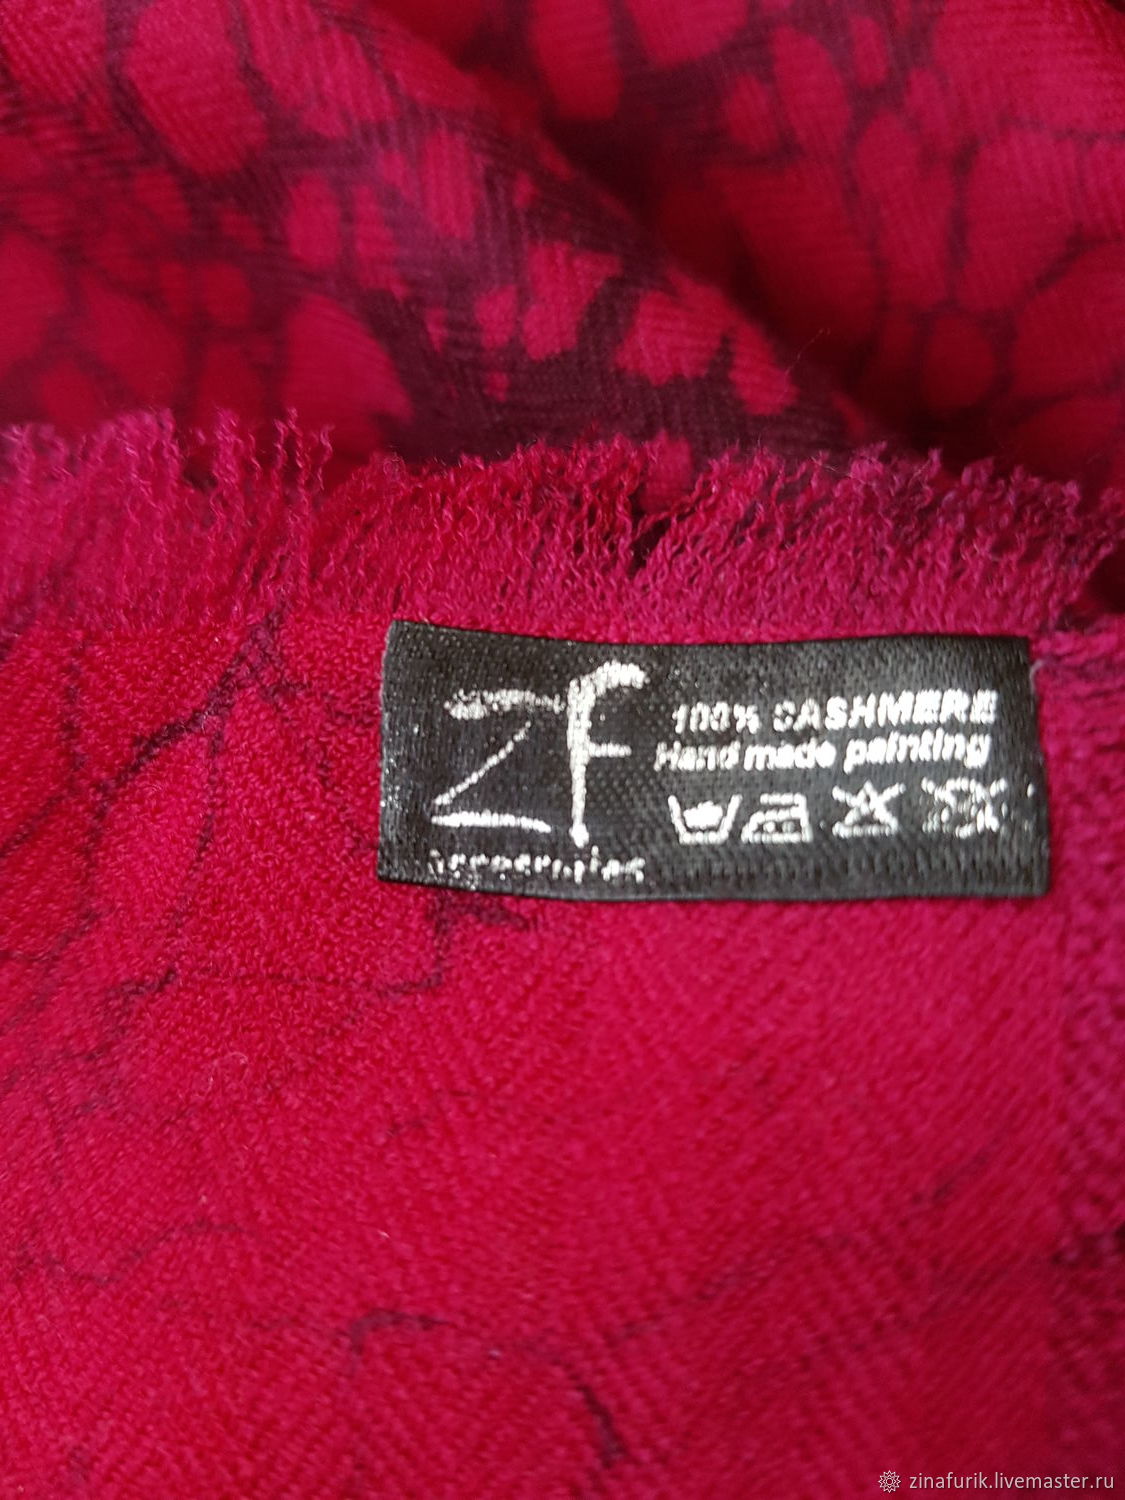 ZF
Accessories
100% CASHMERE
Hand made painting
zinafurik.livemaster.ru